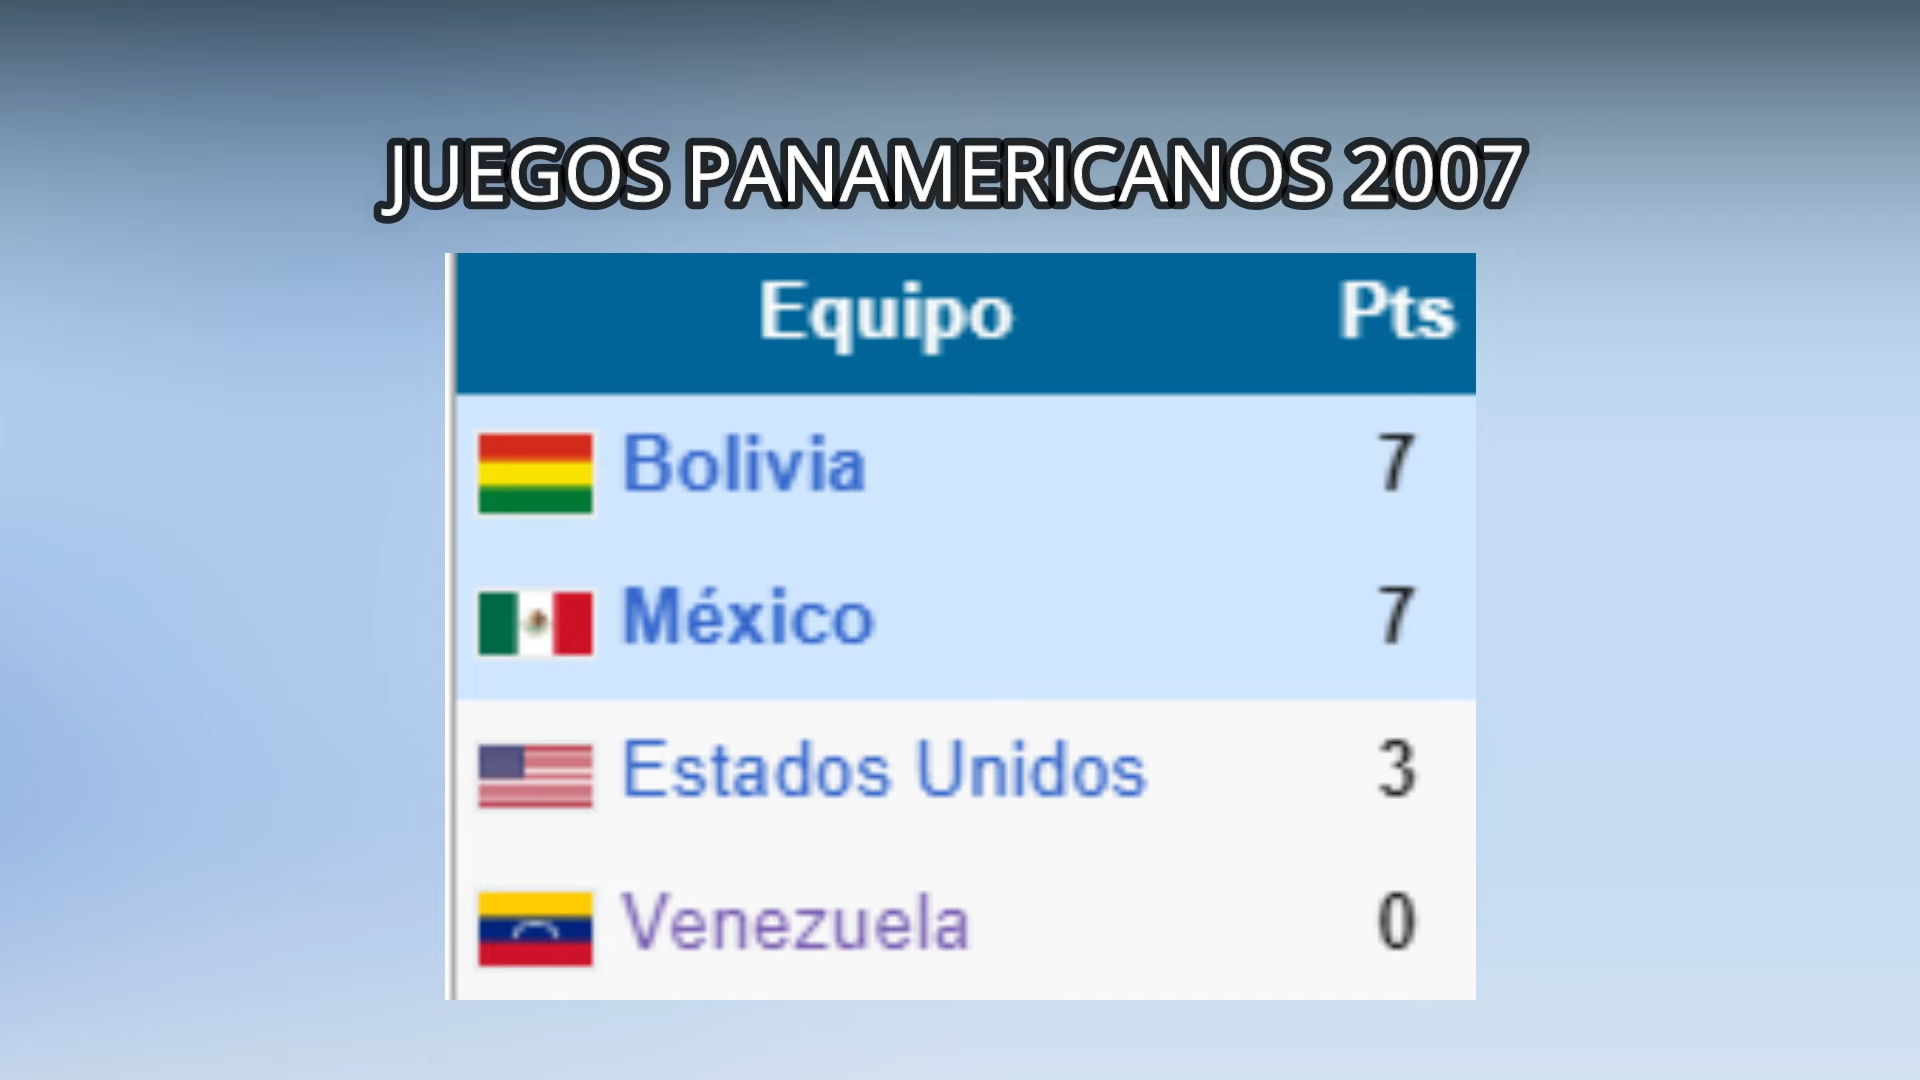 JUEGOS PANAMERICANOS 2007
Equipo Pts
Bolivia 7
México 7
Estados Unidos 3
Venezuela 0